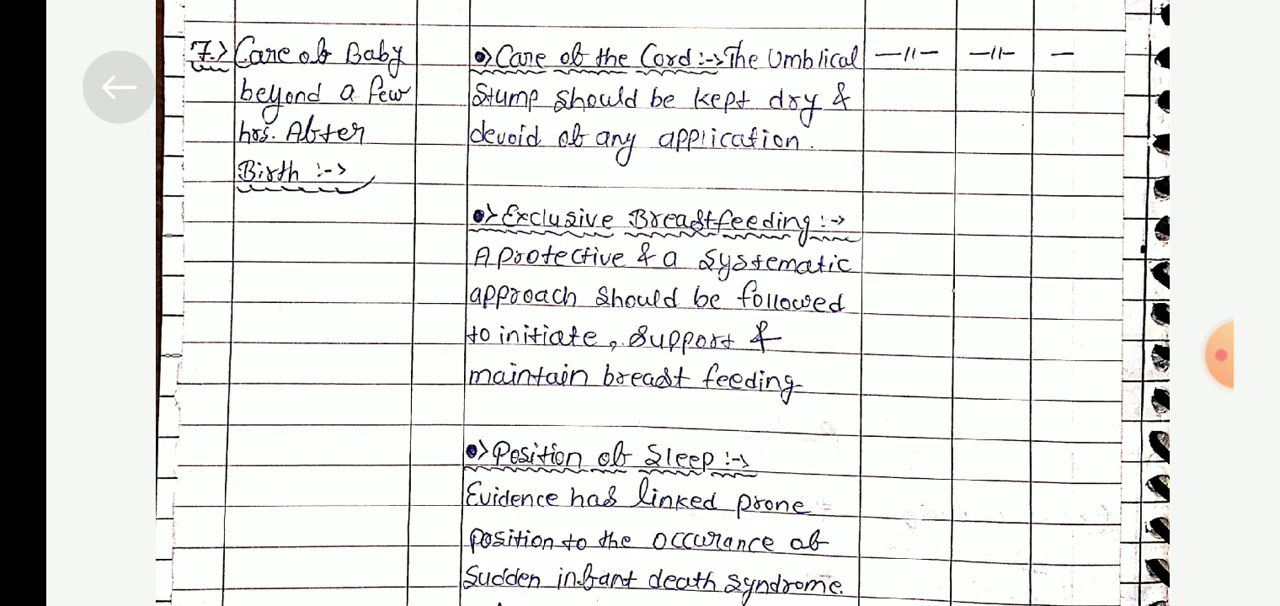 7.> Care of Baby
beyond a few
hrs. After
Birth :->
•> Care of the Cord :-> The Umblical
Stump should be kept dry &
devoid of any application.
—11—
—11—
—
•> Exclusive Breastfeeding :->
A protective & a systematic
approach should be followed
to initiate, support &
maintain breast feeding
•> Position of Sleep :->
Evidence has linked prone
position to the occurance of
Sudden infant death syndrome.